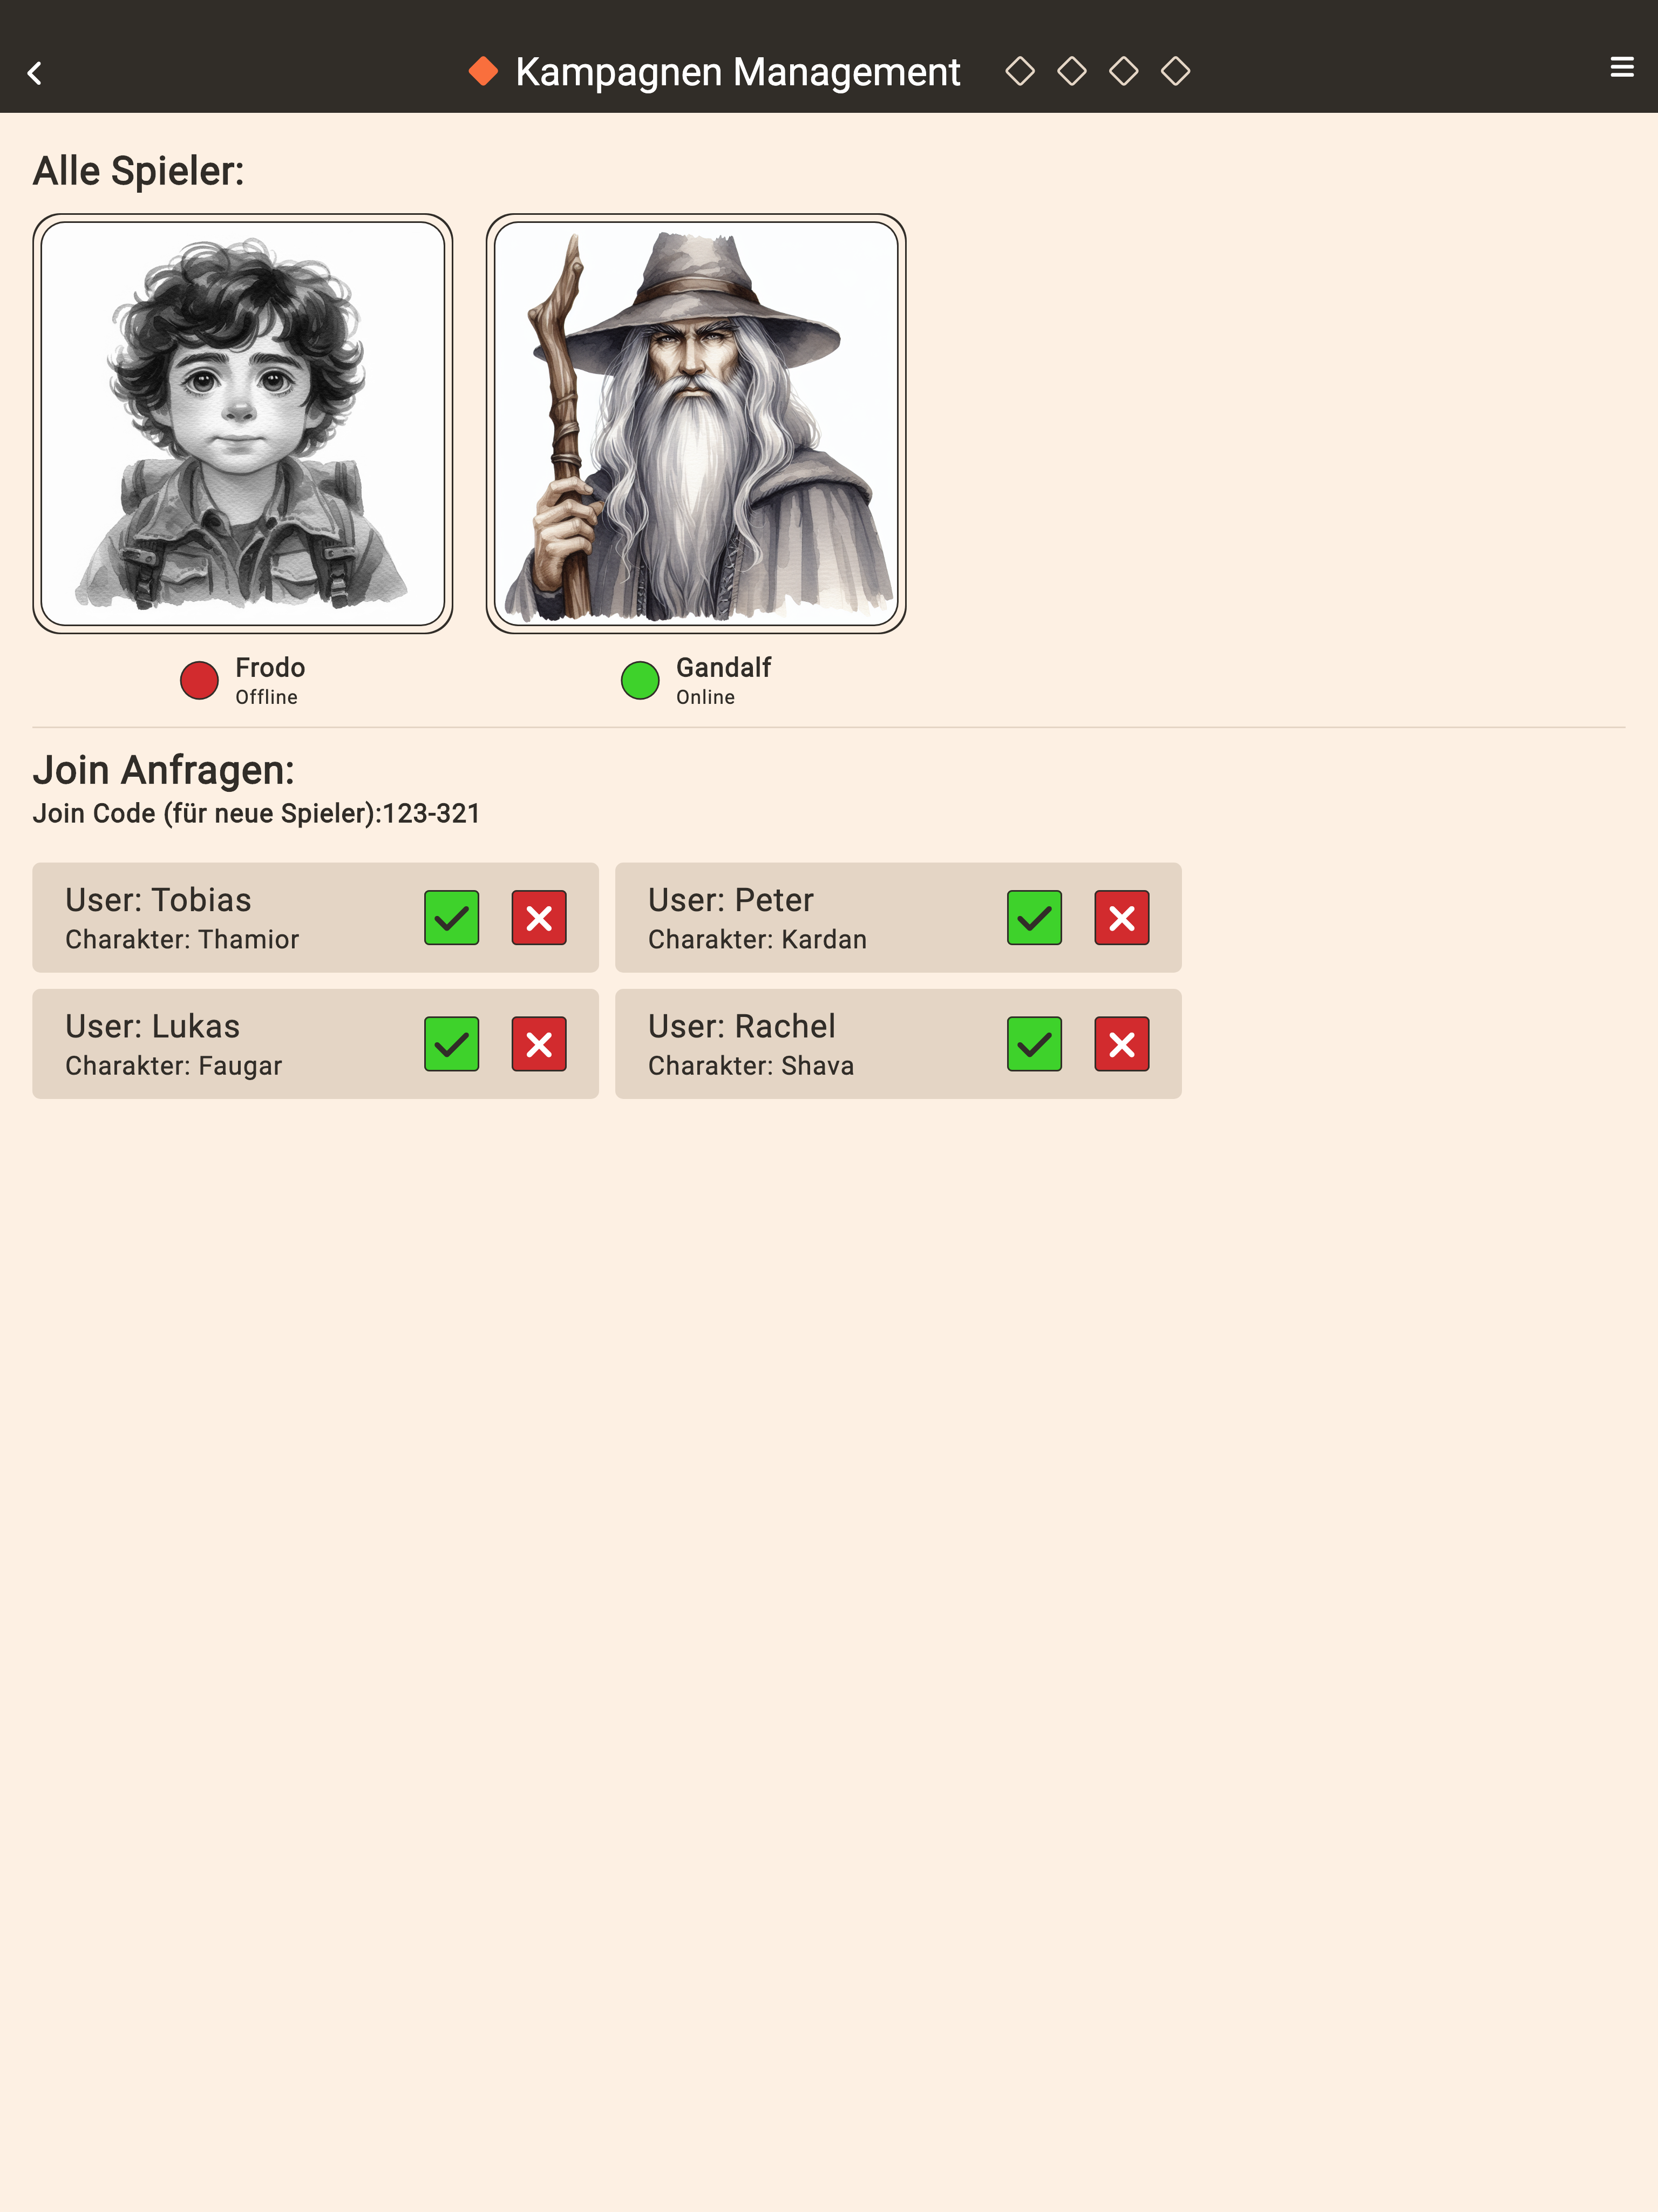 Kampagnen Management
Alle Spieler:
Frodo
Offline
Gandalf
Online
Join Anfragen:
Join Code (für neue Spieler):123-321
User: Tobias
Charakter: Thamior
User: Peter
Charakter: Kardan
User: Lukas
Charakter: Faugar
User: Rachel
Charakter: Shava